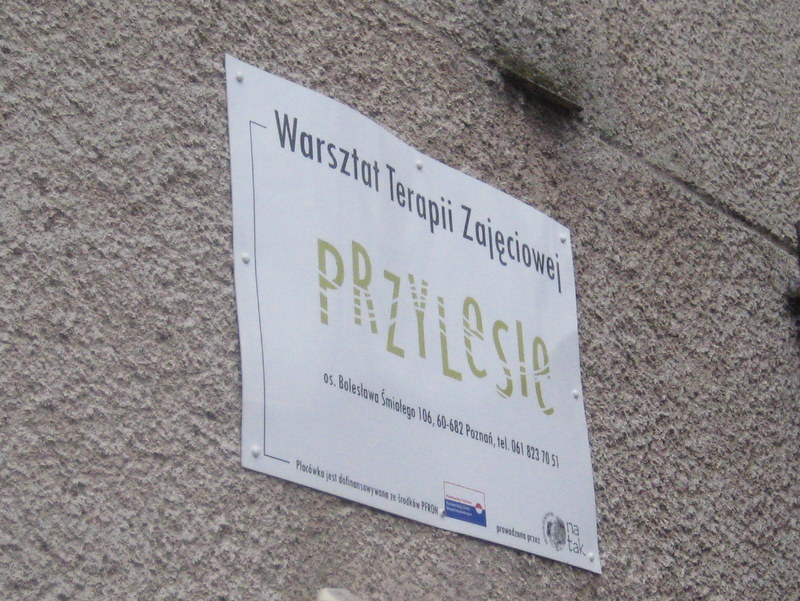 Warsztat Terapii Zajęciowej
PRZYLeSIe
os. Bolesława Śmiałego 106, 60-682 Poznań, tel. 061 823 70 51
Placówka jest dofinansowywana ze środków PFRON
prowadzona przez
na
tak